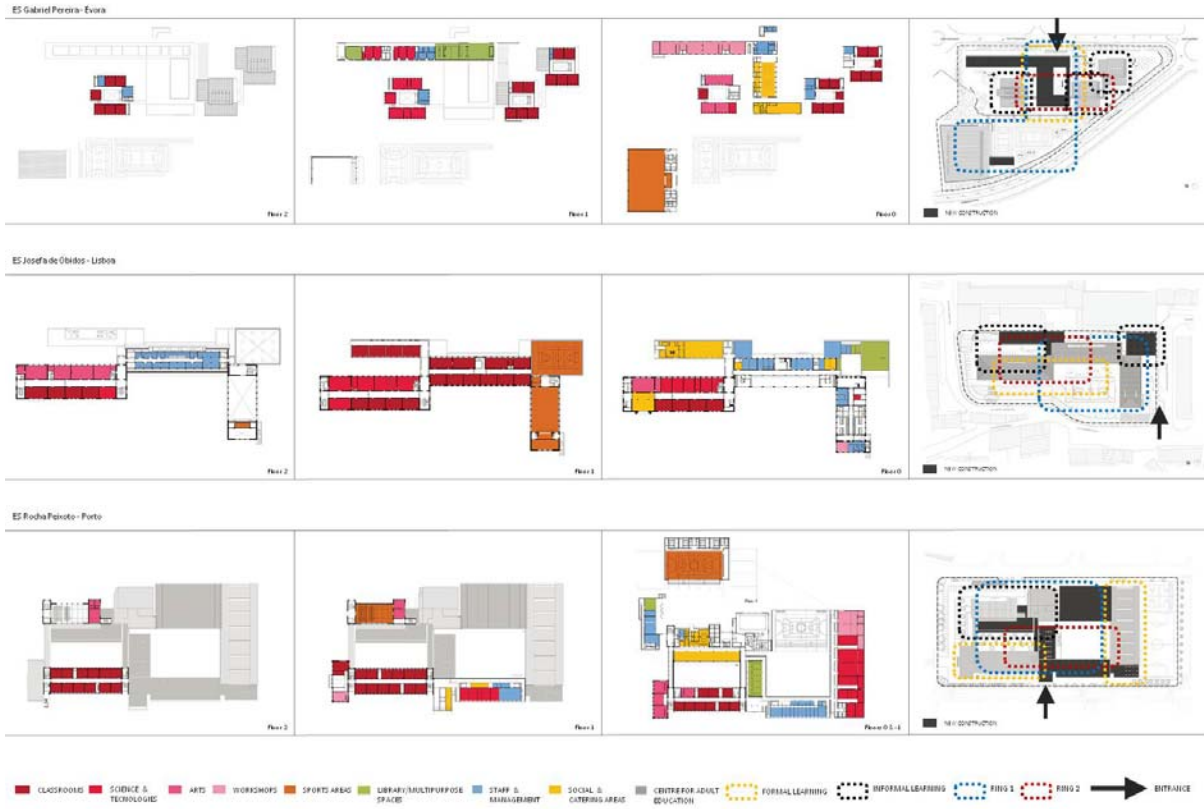 ES Gabriel Pereira - Évora
Floor 2
Floor 1
Floor 0
NEW CONSTRUCTION
ES Josefa de Óbidos - Lisboa
Floor 2
Floor 1
Floor 0
NEW CONSTRUCTION
ES Rocha Peixoto - Porto
Floor 2
Floor 1
Floor 0 & -1
NEW CONSTRUCTION
CLASSROOMS
SCIENCE &
TECNOLOGIES
ARTS
WORKSHOPS
SPORTS AREAS
LIBRARY/MULTIPURPOSE
SPACES
STAFF &
MANAGEMENT
SOCIAL &
CATERING AREAS
CENTRE FOR ADULT
EDUCATION
FORMAL LEARNING
INFORMAL LEARNING
RING 1
RING 2
ENTRANCE